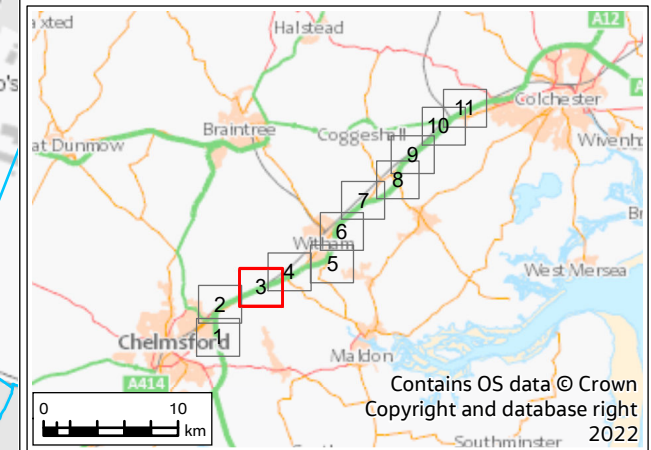 axted
Halstead
A12
o's
Colchester
Braintree
Coggeshall
at Dunmow
Wivenh
11
10
9
8
7
6
Witham
5
4
3
2
1
Br
West Mersea
Chelmsford
Maldon
A414
Contains OS data © Crown
Copyright and database right
2022
0 10
km
Southminster